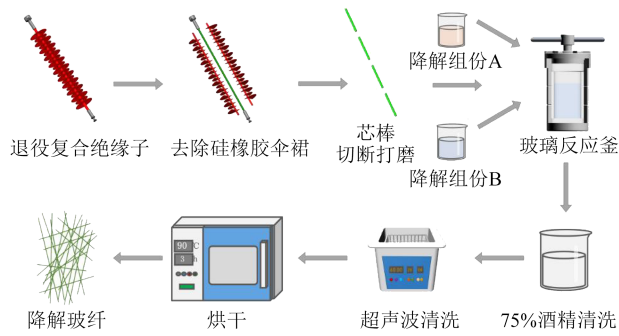 降解组份A
退役复合绝缘子
去除硅橡胶伞裙
芯棒
切断打磨
降解组份B
玻璃反应釜
90 ℃
3 h
降解玻纤
烘干
超声波清洗
75%酒精清洗